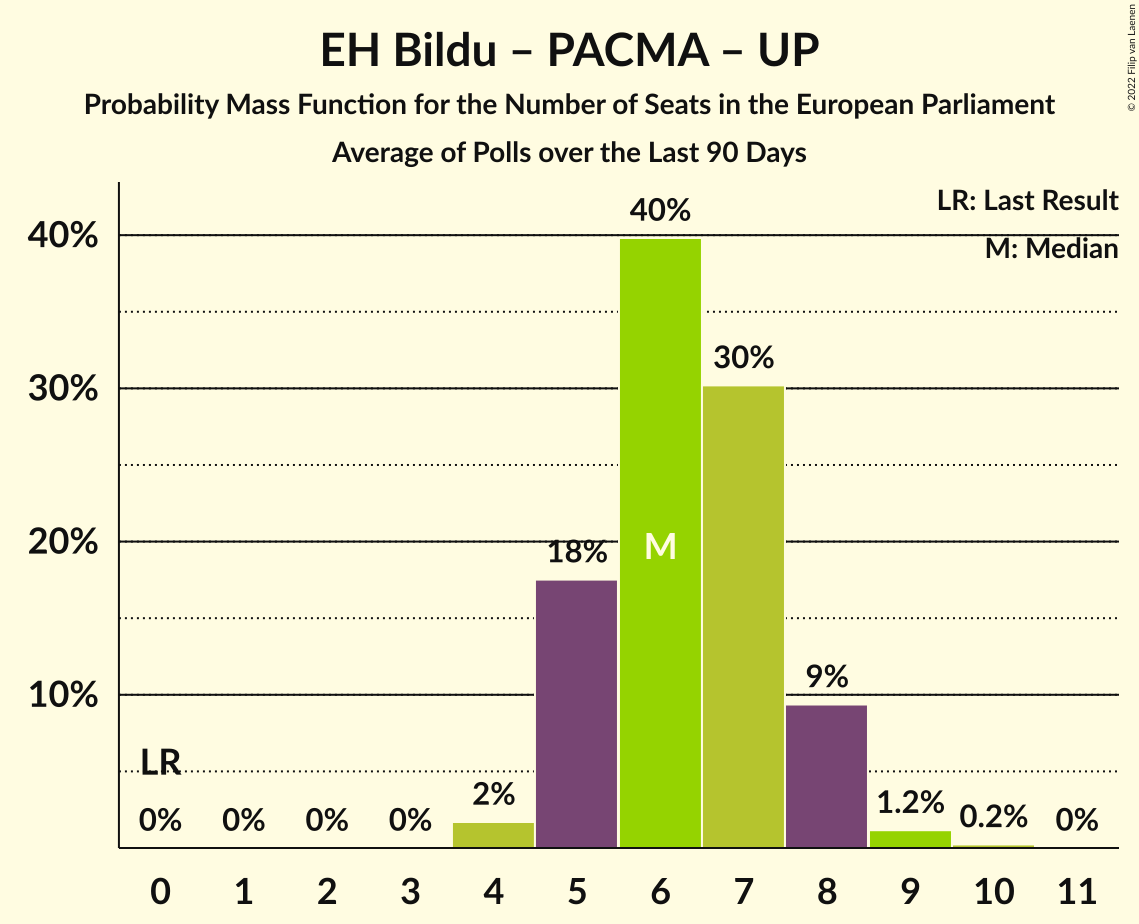 EH Bildu – PACMA – UP
Probability Mass Function for the Number of Seats in the European Parliament
Average of Polls over the Last 90 Days
© 2022 Filip van Laenen
LR: Last Result
M: Median
40%
30%
20%
10%
LR
0%
0%
0%
0%
2%
18%
40%
M
30%
9%
1.2%
0.2%
0%
0 1 2 3 4 5 6 7 8 9 10 11